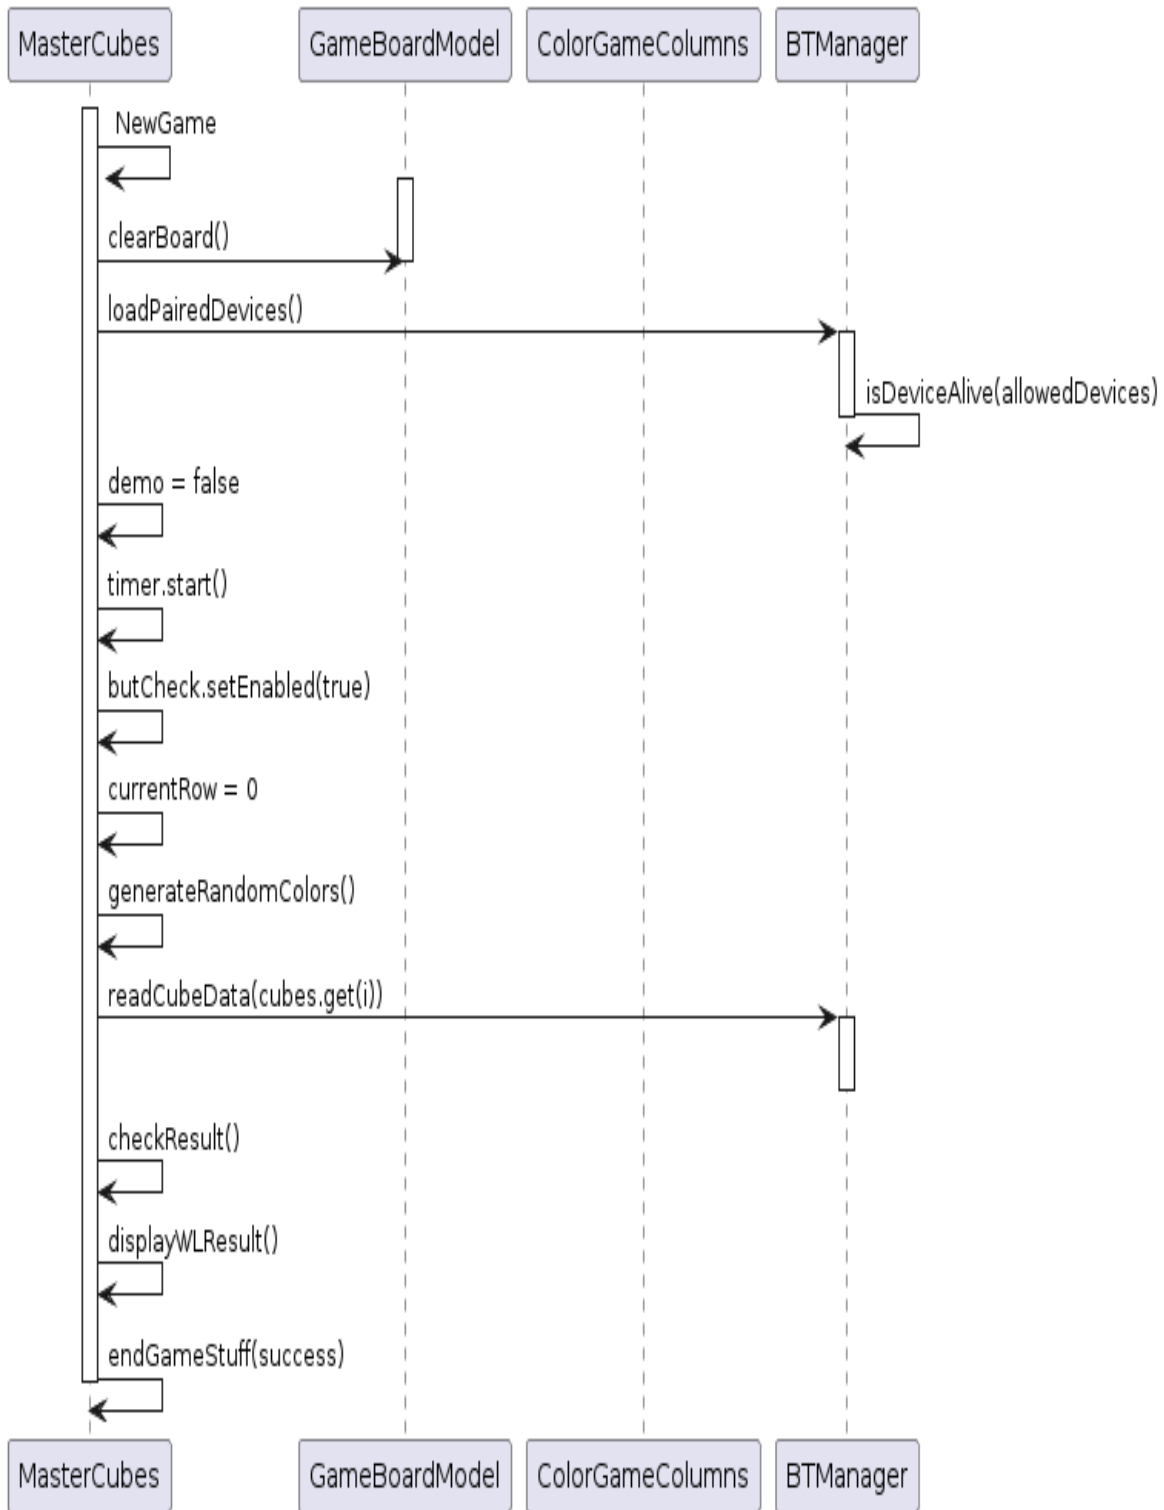 MasterCubes
GameBoardModel
ColorGameColumns
BTManager
NewGame
clearBoard()
loadPairedDevices()
isDeviceAlive(allowedDevices)
demo = false
timer.start()
butCheck.setEnabled(true)
currentRow = 0
generateRandomColors()
readCubeData(cubes.get(i))
checkResult()
displayWLResult()
endGameStuff(success)
MasterCubes
GameBoardModel
ColorGameColumns
BTManager